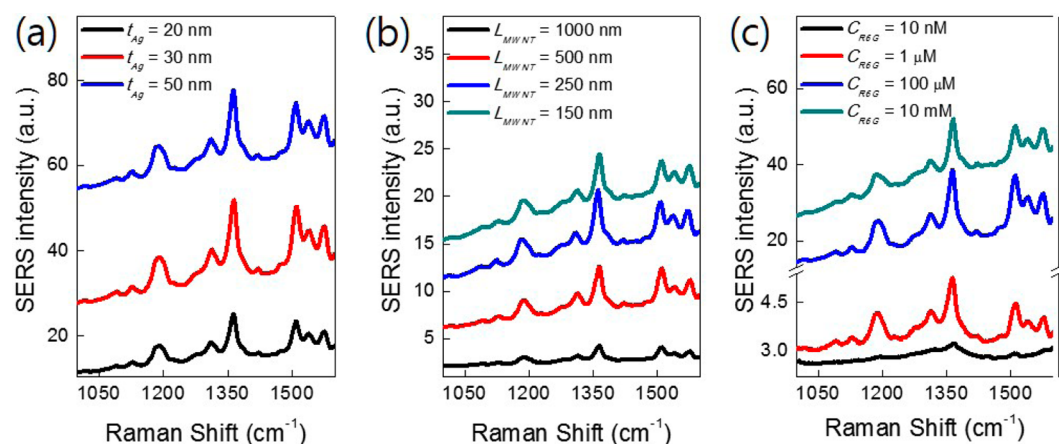 (a)
t_Ag = 20 nm
t_Ag = 30 nm
t_Ag = 50 nm
80
60
40
20
SERS intensity (a.u.)
1050 1200 1350 1500
Raman Shift (cm⁻¹)
(b)
L_MWNT = 1000 nm
L_MWNT = 500 nm
L_MWNT = 250 nm
L_MWNT = 150 nm
35
30
25
20
15
10
5
SERS intensity (a.u.)
1050 1200 1350 1500
Raman Shift (cm⁻¹)
(c)
C_R6G = 10 nM
C_R6G = 1 μM
C_R6G = 100 μM
C_R6G = 10 mM
60
40
20
4.5
3.0
SERS intensity (a.u.)
1050 1200 1350 1500
Raman Shift (cm⁻¹)